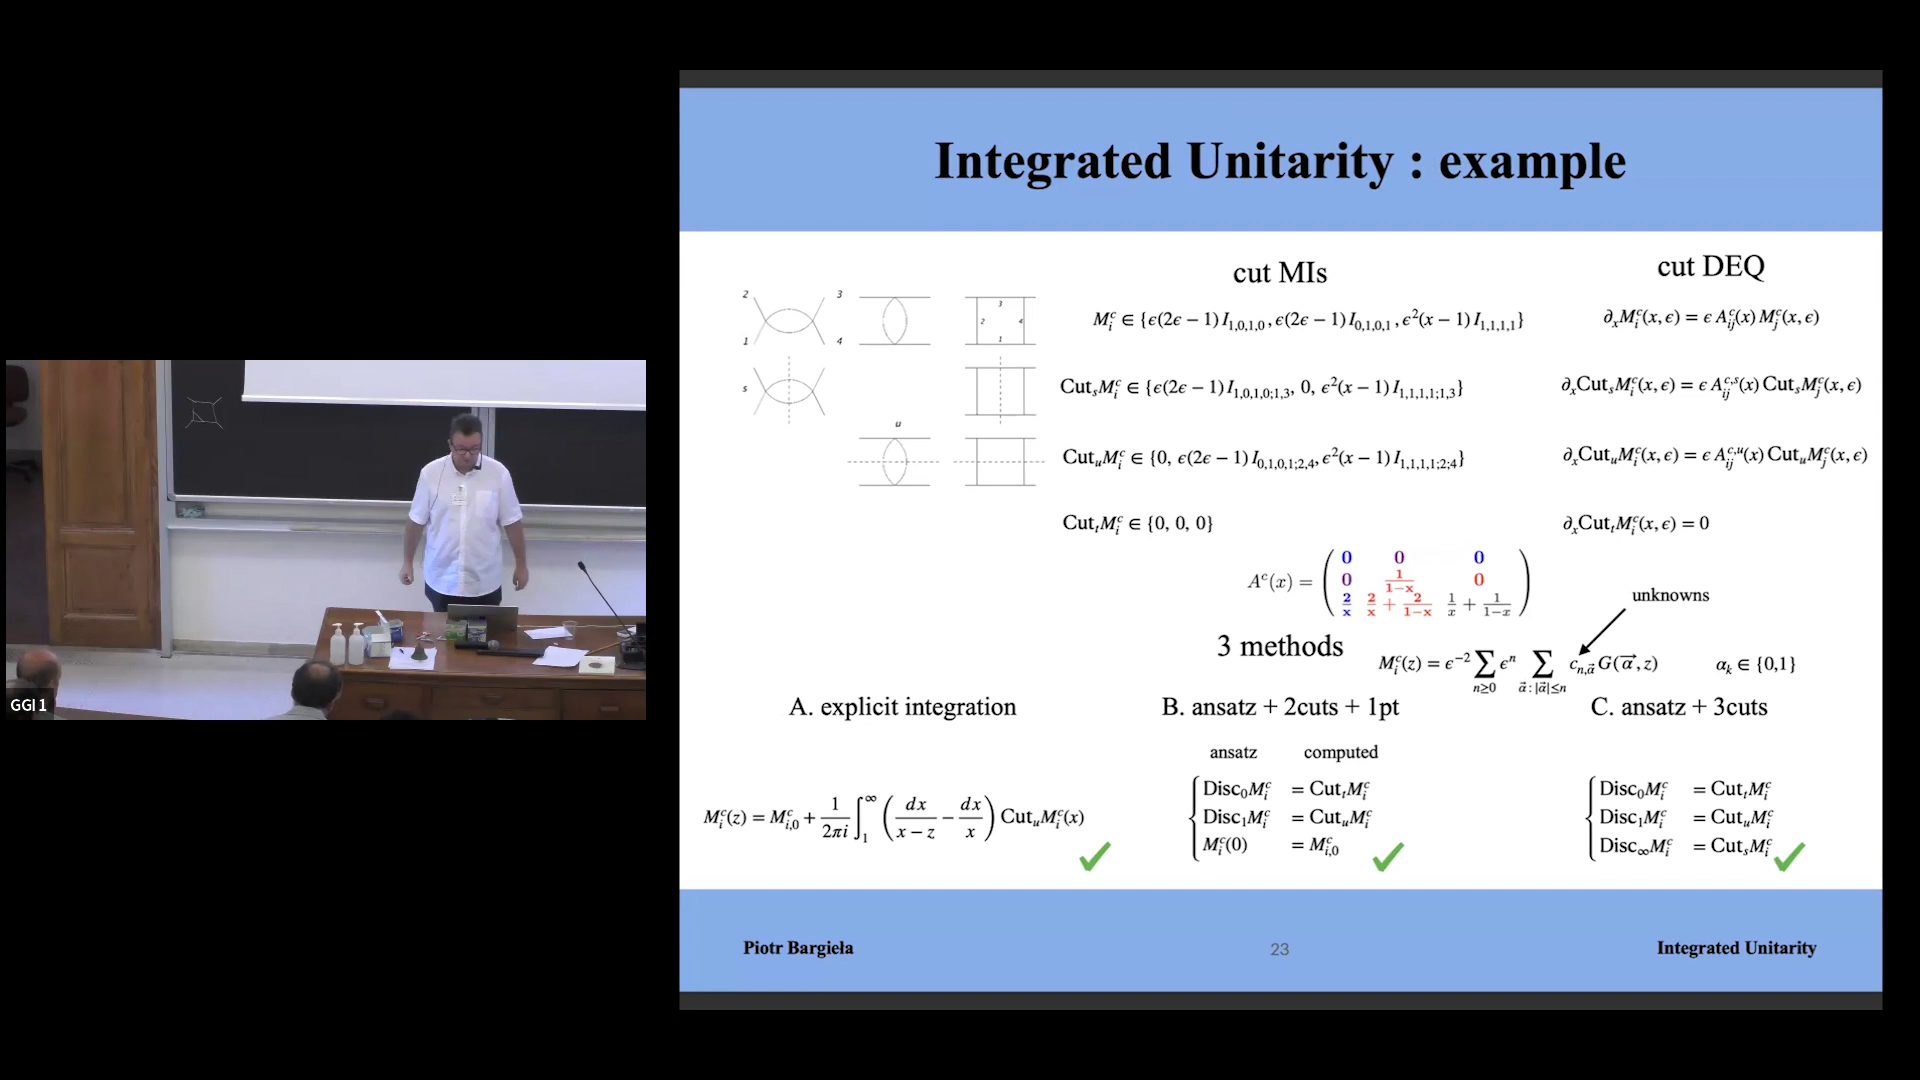 Integrated Unitarity : example
cut MIs
cut DEQ
2 3
1 4
3
2 4
1
M_i^c ∈ {ϵ(2ϵ − 1) I_{1,0,1,0}, ϵ(2ϵ − 1) I_{0,1,0,1}, ϵ²(x − 1) I_{1,1,1,1}}
∂_x M_i^c(x, ϵ) = ϵ A_{ij}^c(x) M_j^c(x, ϵ)
s
Cut_s M_i^c ∈ {ϵ(2ϵ − 1) I_{1,0,1,0;1,3}, 0, ϵ²(x − 1) I_{1,1,1,1;1,3}}
∂_x Cut_s M_i^c(x, ϵ) = ϵ A_{ij}^{c,s}(x) Cut_s M_j^c(x, ϵ)
u
Cut_u M_i^c ∈ {0, ϵ(2ϵ − 1) I_{0,1,0,1;2,4}, ϵ²(x − 1) I_{1,1,1,1;2;4}}
∂_x Cut_u M_i^c(x, ϵ) = ϵ A_{ij}^{c,u}(x) Cut_u M_j^c(x, ϵ)
Cut_t M_i^c ∈ {0, 0, 0}
∂_x Cut_t M_i^c(x, ϵ) = 0
A^c(x) =
0 0 0
0 1/(1−x) 0
2/x 2/x + 2/(1−x) 1/x + 1/(1−x)
unknowns
3 methods
M_i^c(z) = ϵ^{−2} ∑_{n≥0} ϵ^n ∑_{α⃗ : |α⃗|≤n} c_{n,α⃗} G(α⃗, z) α_k ∈ {0,1}
A. explicit integration
B. ansatz + 2cuts + 1pt
C. ansatz + 3cuts
M_i^c(z) = M_{i,0}^c + 1/(2πi) ∫_1^∞ (dx/(x − z) − dx/x) Cut_u M_i^c(x)
ansatz computed
Disc_0 M_i^c = Cut_t M_i^c
Disc_1 M_i^c = Cut_u M_i^c
M_i^c(0) = M_{i,0}^c
Disc_0 M_i^c = Cut_t M_i^c
Disc_1 M_i^c = Cut_u M_i^c
Disc_∞ M_i^c = Cut_s M_i^c
Piotr Bargieła
23
Integrated Unitarity
GGI 1